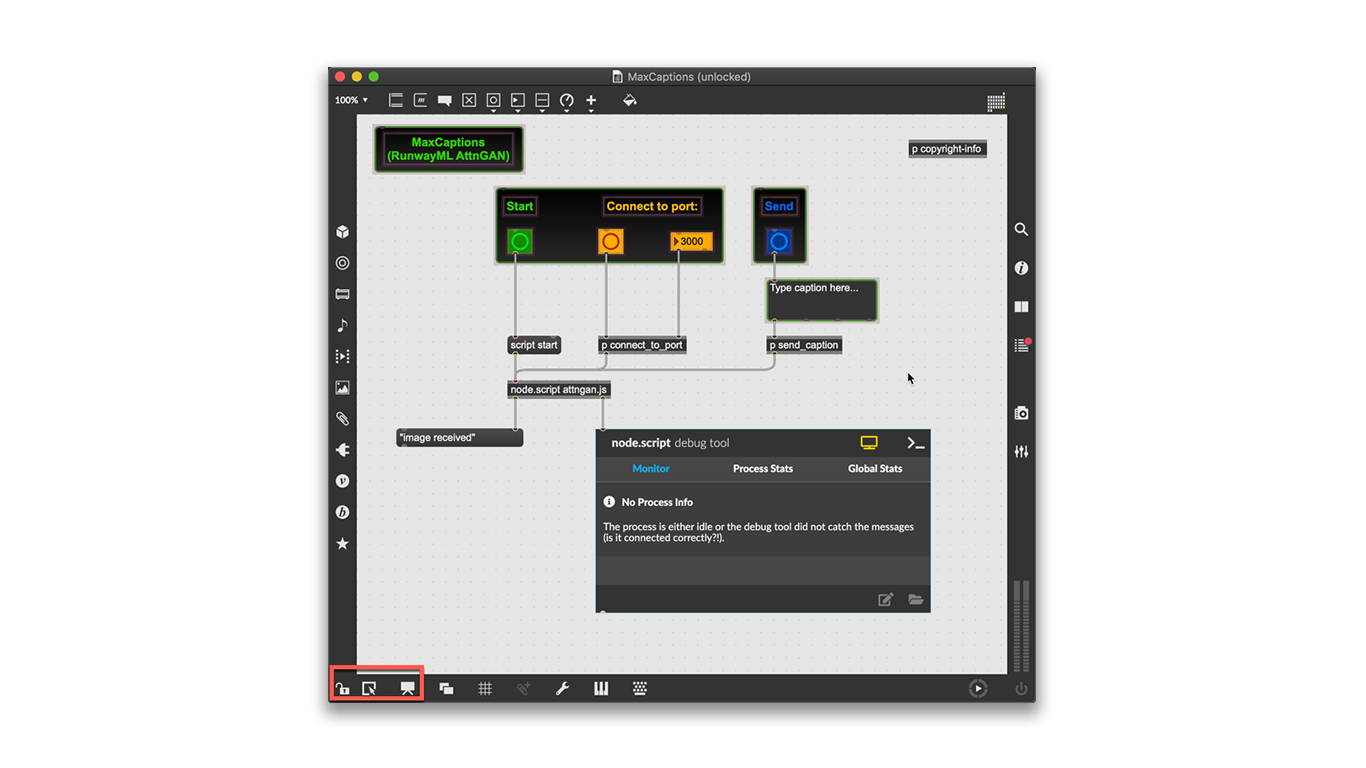 MaxCaptions (unlocked)
100%
m
MaxCaptions
(RunwayML AttnGAN)
p copyright-info
Start
Connect to port:
Send
3000
Type caption here...
script start
p connect_to_port
p send_caption
node.script attngan.js
"image received"
node.script debug tool
Monitor
Process Stats
Global Stats
No Process Info
The process is either idle or the debug tool did not catch the messages
(is it connected correctly?!).